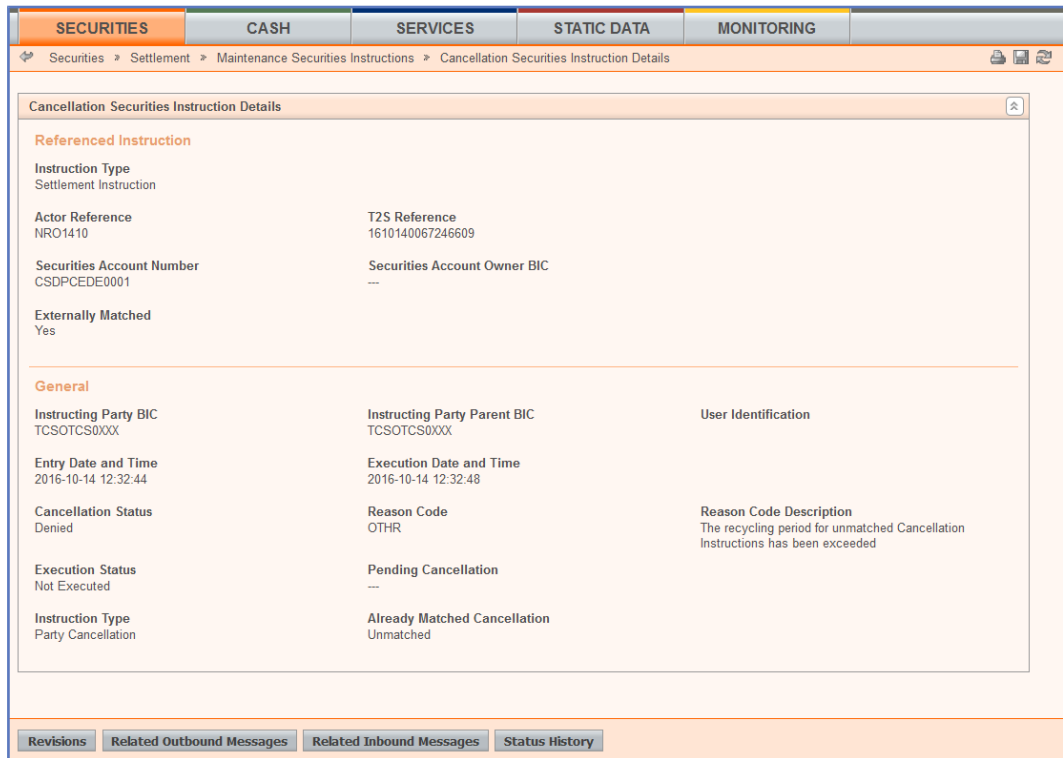 SECURITIES CASH SERVICES STATIC DATA MONITORING
Securities » Settlement » Maintenance Securities Instructions » Cancellation Securities Instruction Details
Cancellation Securities Instruction Details
Referenced Instruction
Instruction Type
Settlement Instruction
Actor Reference T2S Reference
NRO1410 1610140067246609
Securities Account Number Securities Account Owner BIC
CSDPCEDE0001 ---
Externally Matched
Yes
General
Instructing Party BIC Instructing Party Parent BIC User Identification
TCSOTCS0XXX TCSOTCS0XXX
Entry Date and Time Execution Date and Time
2016-10-14 12:32:44 2016-10-14 12:32:48
Cancellation Status Reason Code Reason Code Description
Denied OTHR The recycling period for unmatched Cancellation
Instructions has been exceeded
Execution Status Pending Cancellation
Not Executed ---
Instruction Type Already Matched Cancellation
Party Cancellation Unmatched
Revisions Related Outbound Messages Related Inbound Messages Status History